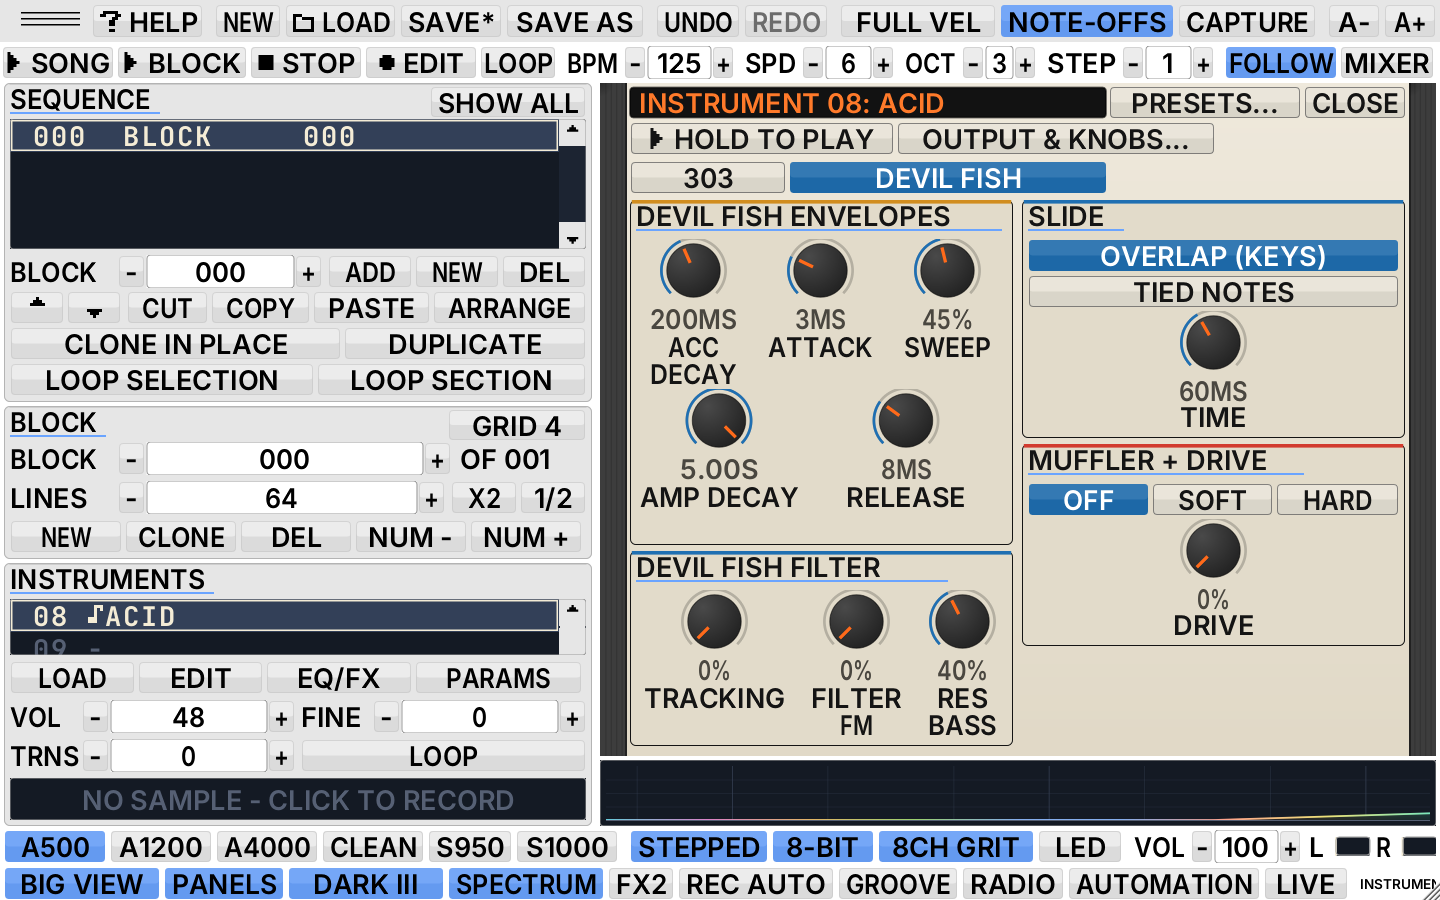 ? HELP NEW LOAD SAVE* SAVE AS UNDO REDO FULL VEL NOTE-OFFS CAPTURE A- A+
SONG BLOCK STOP EDIT LOOP BPM - 125 + SPD - 6 + OCT - 3 + STEP - 1 + FOLLOW MIXER
SEQUENCE SHOW ALL
000 BLOCK 000
BLOCK - 000 + ADD NEW DEL
CUT COPY PASTE ARRANGE
CLONE IN PLACE DUPLICATE
LOOP SELECTION LOOP SECTION
BLOCK GRID 4
BLOCK - 000 + OF 001
LINES - 64 + X2 1/2
NEW CLONE DEL NUM - NUM +
INSTRUMENTS
08 ACID
09 -
LOAD EDIT EQ/FX PARAMS
VOL - 48 + FINE - 0 +
TRNS - 0 + LOOP
NO SAMPLE - CLICK TO RECORD
INSTRUMENT 08: ACID PRESETS... CLOSE
HOLD TO PLAY OUTPUT & KNOBS...
303 DEVIL FISH
DEVIL FISH ENVELOPES
200MS 3MS 45%
ACC DECAY ATTACK SWEEP
5.00S 8MS
AMP DECAY RELEASE
DEVIL FISH FILTER
0% 0% 40%
TRACKING FILTER FM RES BASS
SLIDE
OVERLAP (KEYS)
TIED NOTES
60MS
TIME
MUFFLER + DRIVE
OFF SOFT HARD
0%
DRIVE
A500 A1200 A4000 CLEAN S950 S1000 STEPPED 8-BIT 8CH GRIT LED VOL - 100 + L R
BIG VIEW PANELS DARK III SPECTRUM FX2 REC AUTO GROOVE RADIO AUTOMATION LIVE INSTRUMEN